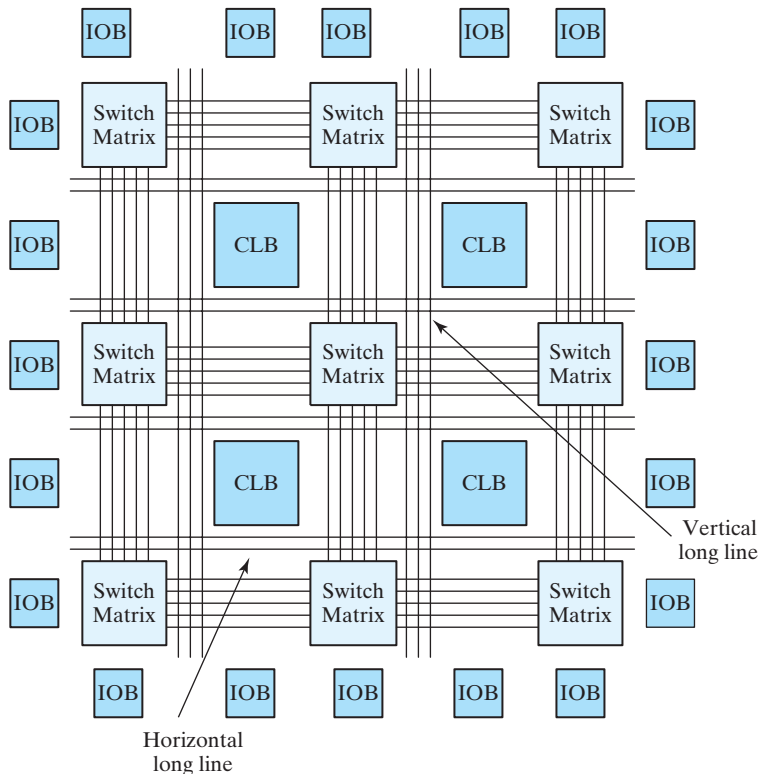 IOB IOB IOB IOB IOB
IOB Switch Matrix Switch Matrix Switch Matrix IOB
IOB CLB CLB IOB
IOB Switch Matrix Switch Matrix Switch Matrix IOB
IOB CLB CLB IOB
Vertical
long line
IOB Switch Matrix Switch Matrix Switch Matrix IOB
IOB IOB IOB IOB IOB
Horizontal
long line